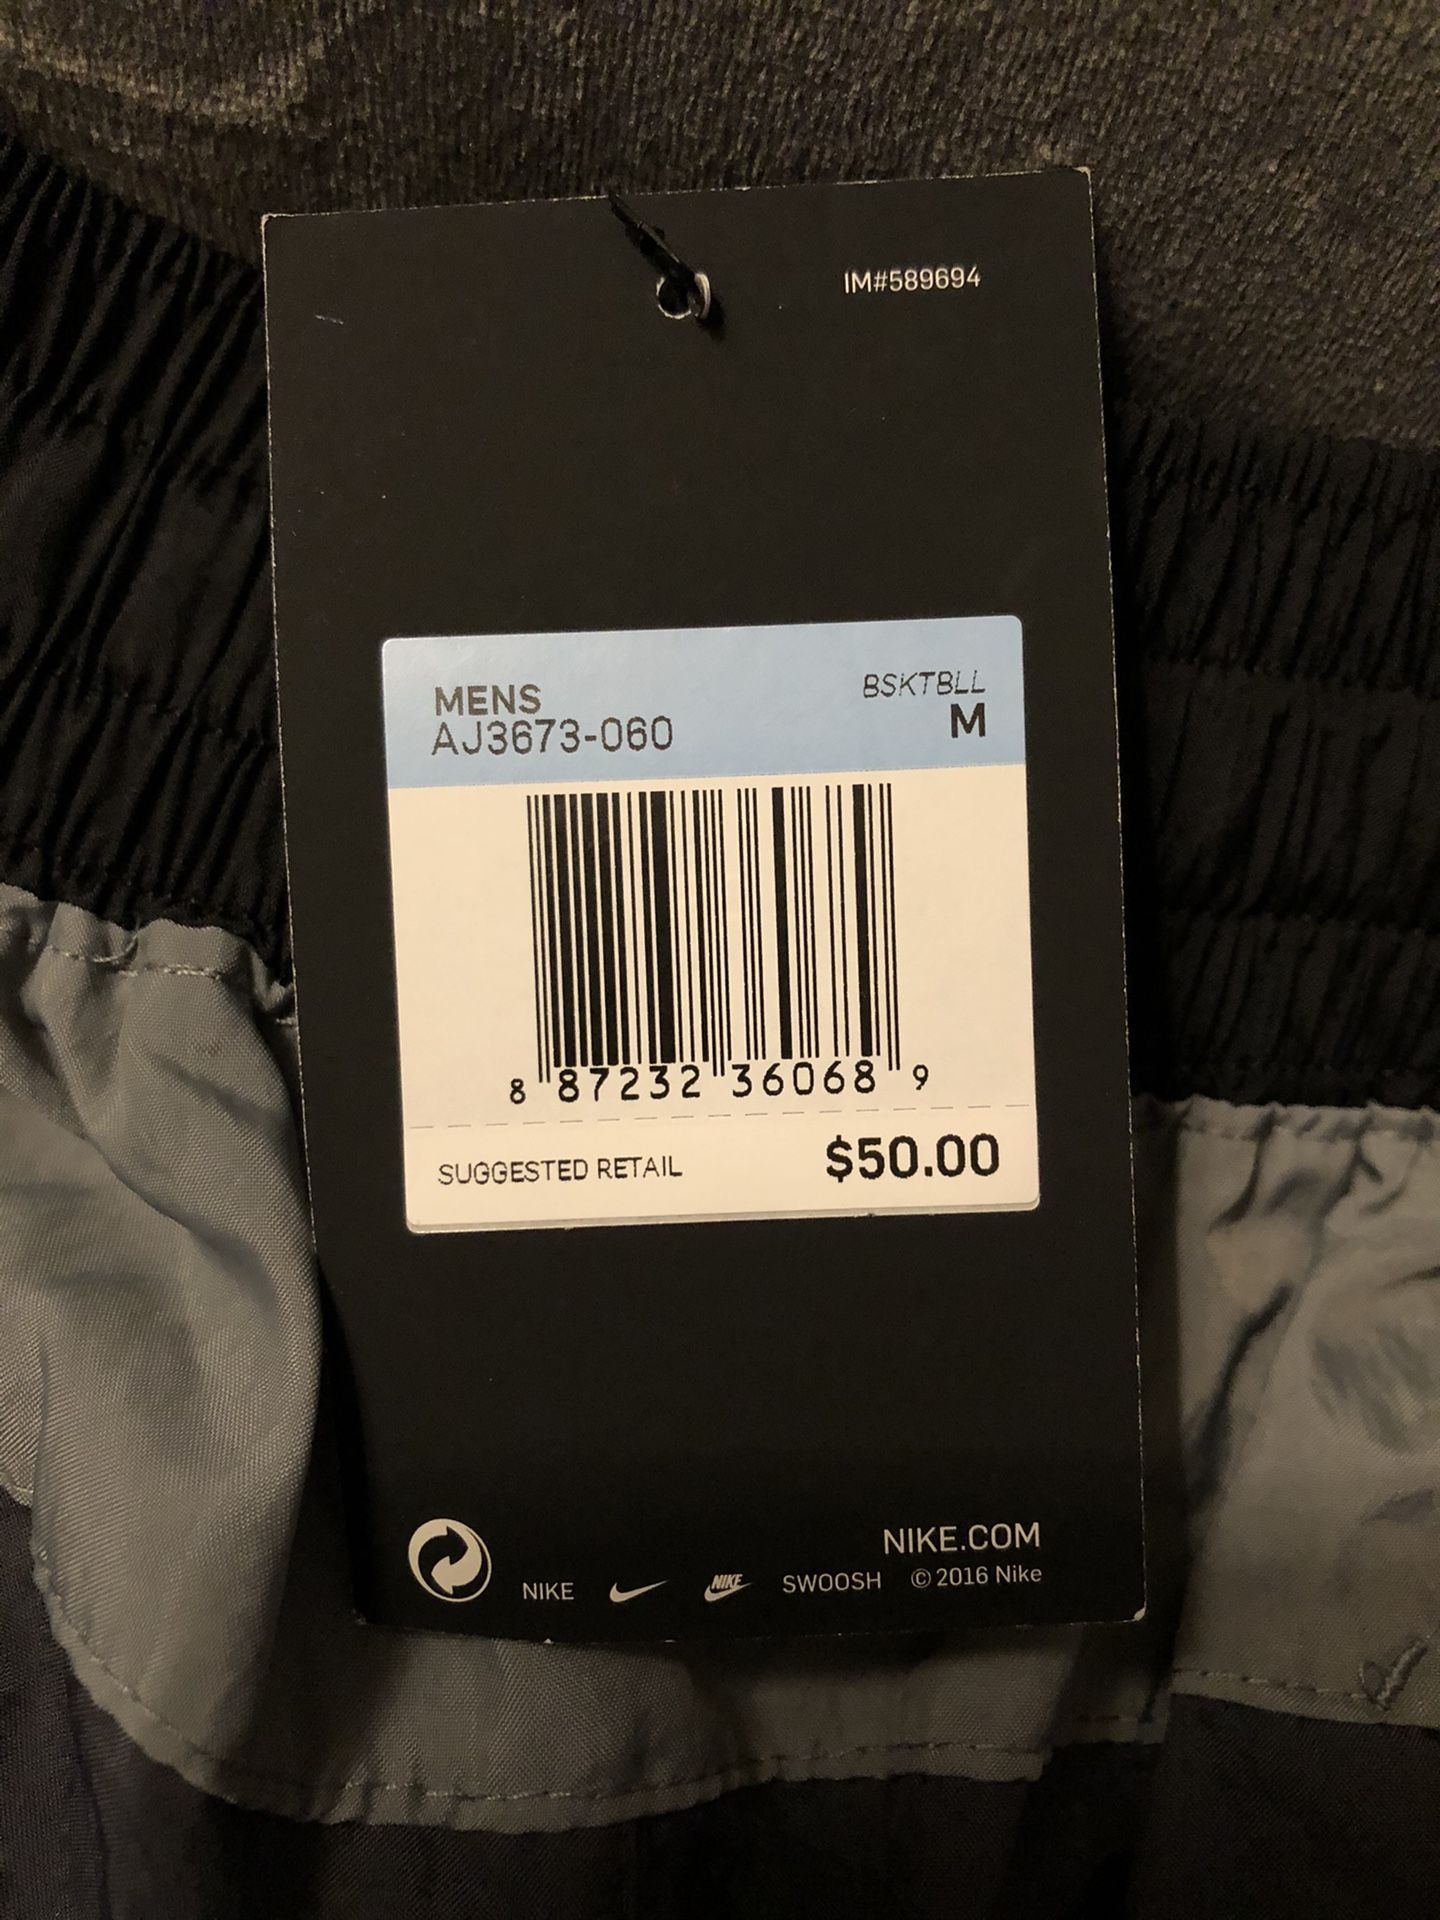 IM#589694
MENS
BSKTBLL
AJ3673-060
M
8 87232 36068 9
SUGGESTED RETAIL
$50.00
NIKE.COM
NIKE NIKE SWOOSH © 2016 Nike